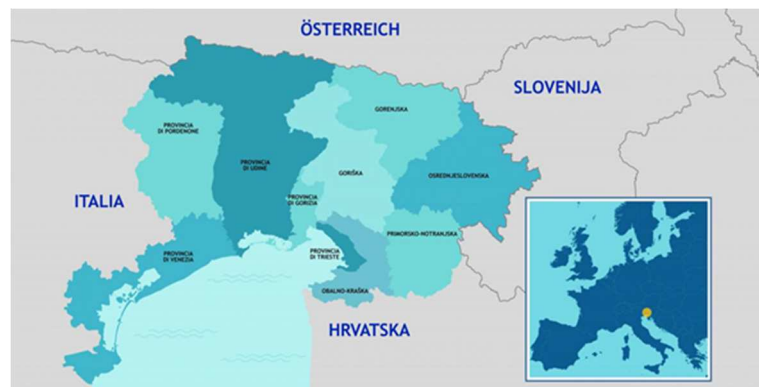 ÖSTERREICH
SLOVENIJA
GORENJSKA
PROVINCIA
DI PORDENONE
PROVINCIA
DI UDINE
GORIŠKA
OSREDNJESLOVENSKA
ITALIA
PROVINCIA
DI GORIZIA
PRIMORSKO-NOTRANJSKA
PROVINCIA
DI VENEZIA
PROVINCIA
DI TRIESTE
OBALNO-KRAŠKA
HRVATSKA